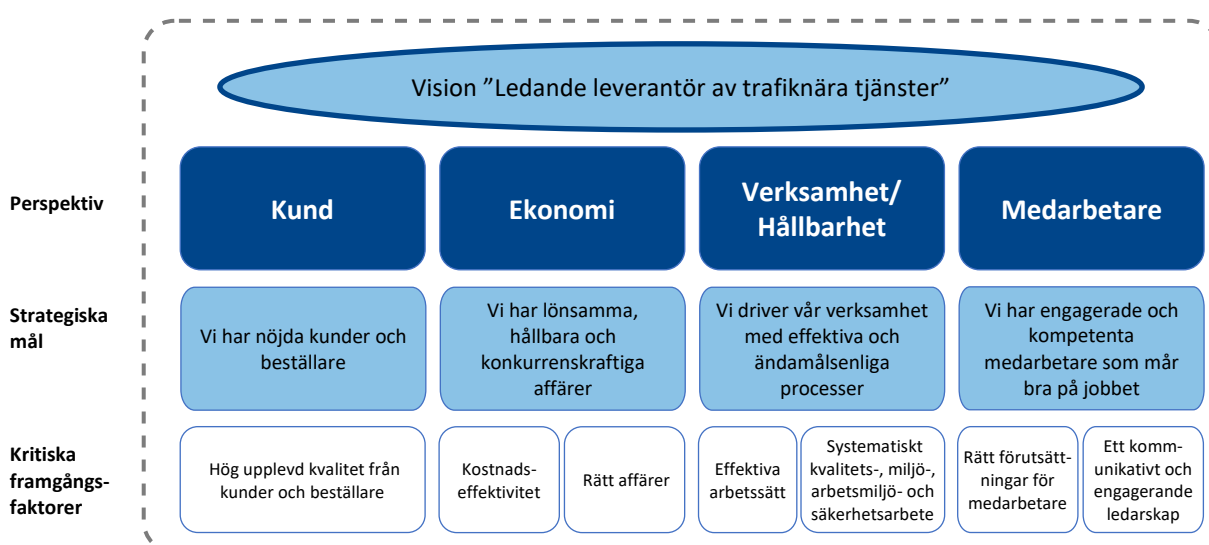 Vision ”Ledande leverantör av trafiknära tjänster”
Perspektiv
Kund
Ekonomi
Verksamhet/
Hållbarhet
Medarbetare
Strategiska
mål
Vi har nöjda kunder och
beställare
Vi har lönsamma,
hållbara och
konkurrenskraftiga
affärer
Vi driver vår verksamhet
med effektiva och
ändamålsenliga
processer
Vi har engagerade och
kompetenta
medarbetare som mår
bra på jobbet
Kritiska
framgångs-
faktorer
Hög upplevd kvalitet från
kunder och beställare
Kostnads-
effektivitet
Rätt affärer
Effektiva
arbetssätt
Systematiskt
kvalitets-, miljö-,
arbetsmiljö- och
säkerhetsarbete
Rätt förutsätt-
ningar för
medarbetare
Ett komm-
unikativt och
engagerande
ledarskap